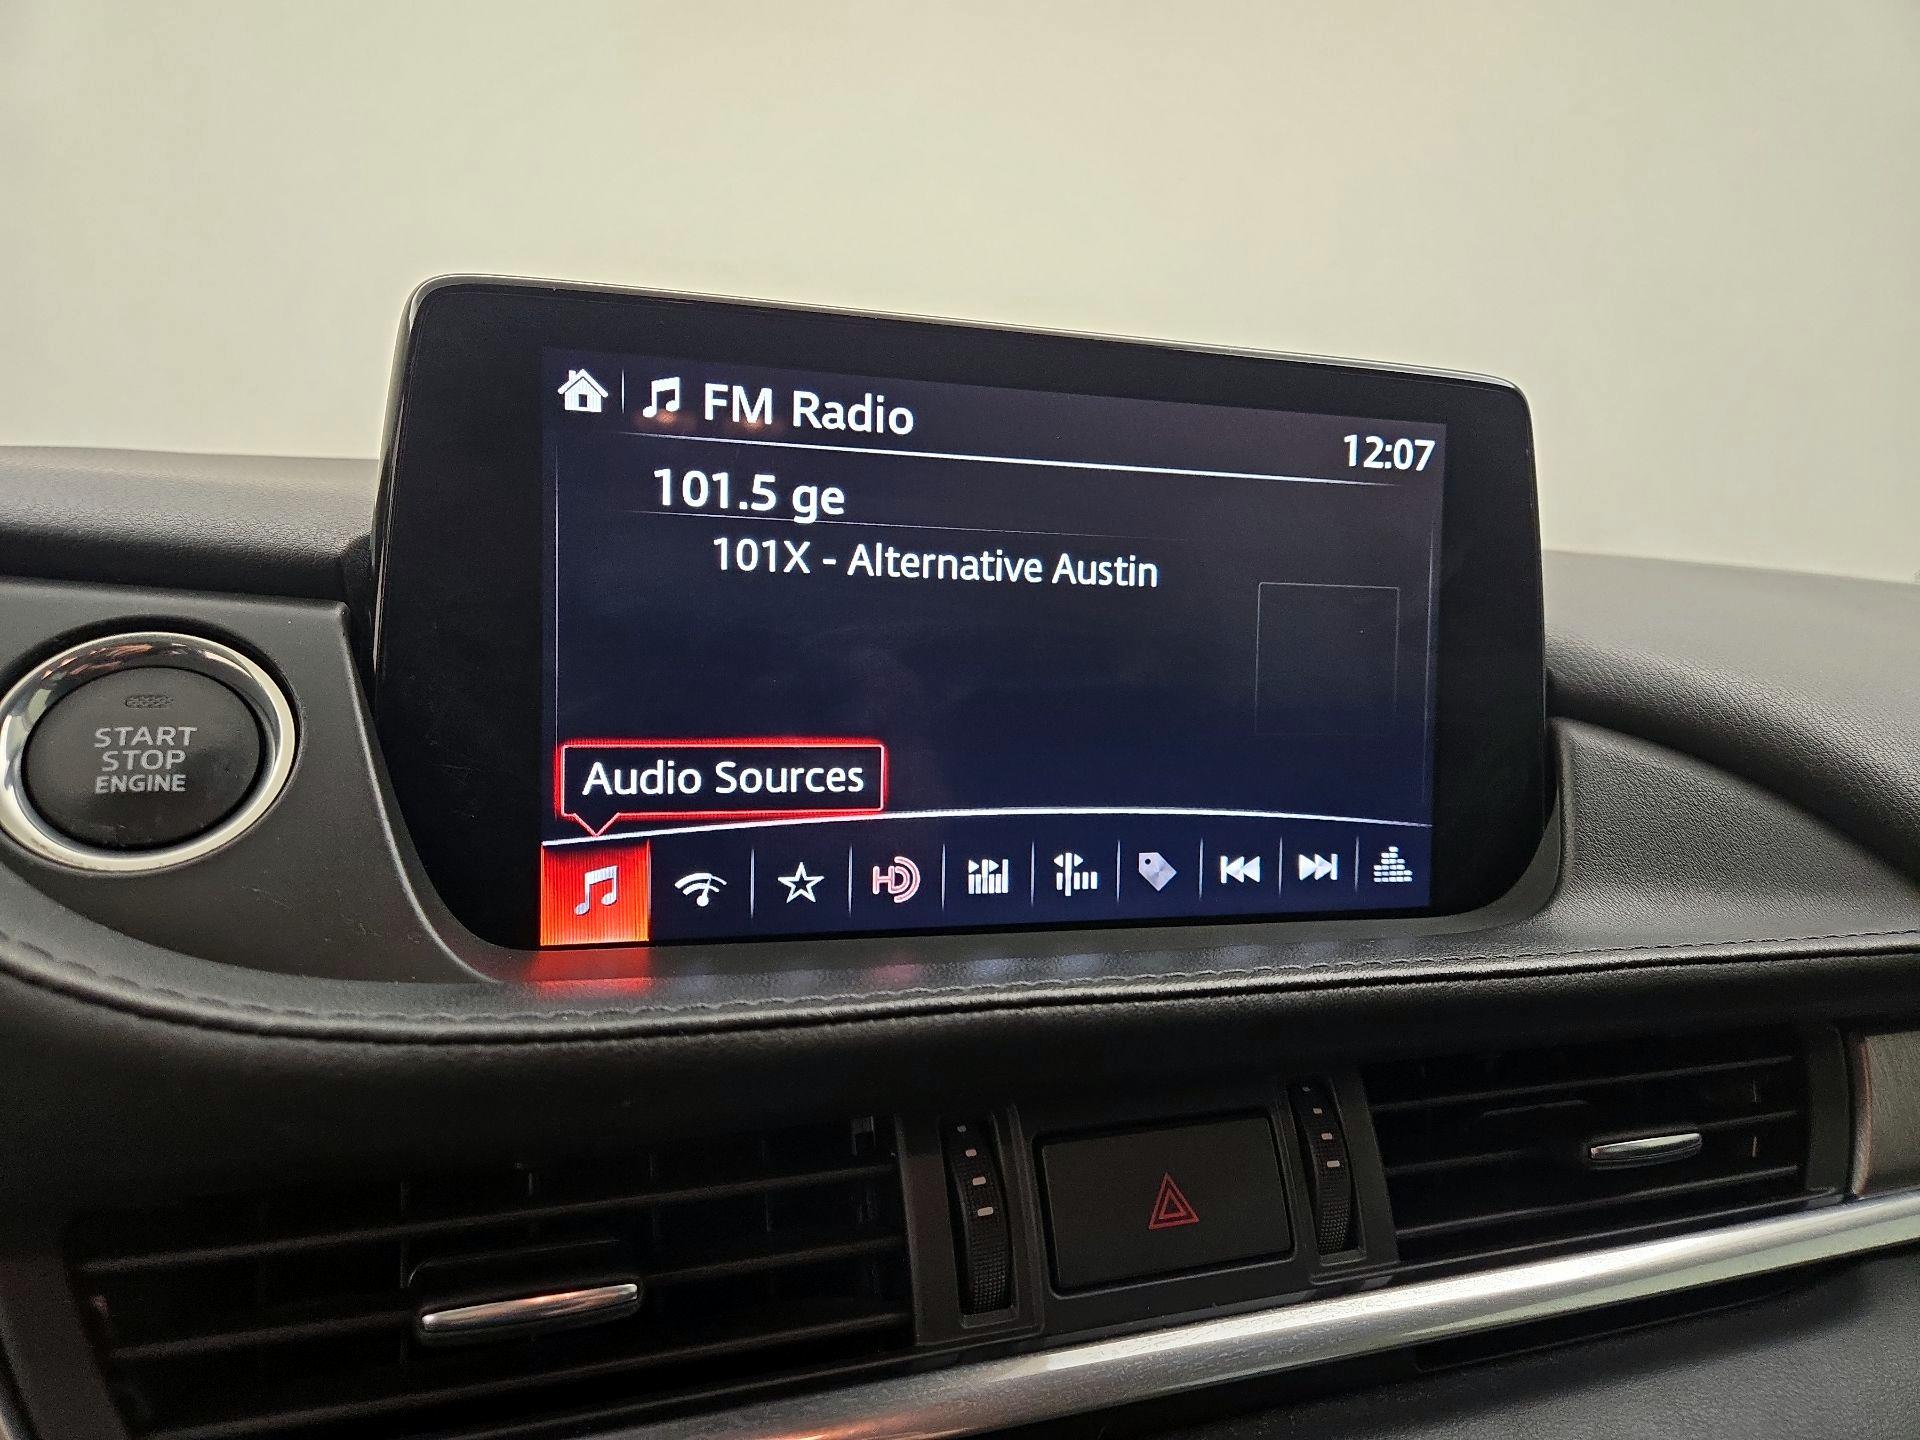 FM Radio
12:07
101.5 ge
101X - Alternative Austin
START
STOP
ENGINE
Audio Sources
HD